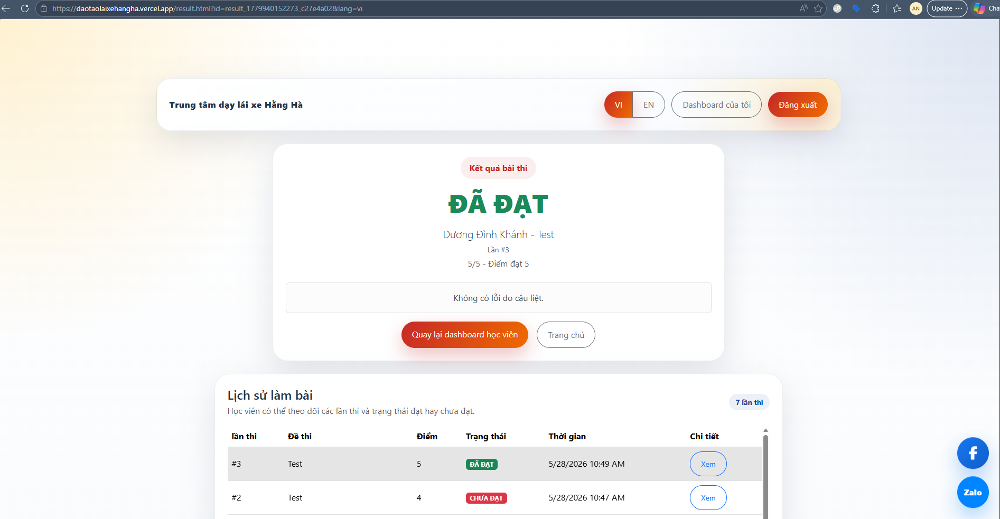 https://daotaolaixehangha.vercel.app/result.html?id=result_1779940152273_c27e4a02&lang=vi
AN
Update
Trung tâm dạy lái xe Hằng Hà
VI
EN
Dashboard của tôi
Đăng xuất
Kết quả bài thi
ĐÃ ĐẠT
Dương Đình Khánh - Test
Lần #3
5/5 - Điểm đạt 5
Không có lỗi do câu liệt.
Quay lại dashboard học viên
Trang chủ
Lịch sử làm bài
Học viên có thể theo dõi các lần thi và trạng thái đạt hay chưa đạt.
7 lần thi
lần thi Đề thi Điểm Trạng thái Thời gian Chi tiết
#3 Test 5 ĐÃ ĐẠT 5/28/2026 10:49 AM Xem
#2 Test 4 CHƯA ĐẠT 5/28/2026 10:47 AM Xem
Zalo